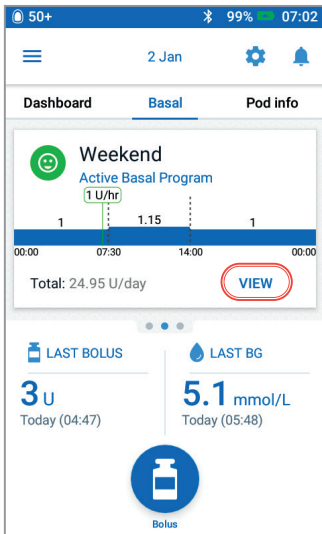 50+ 99% 07:02
2 Jan
Dashboard Basal Pod info
Weekend
Active Basal Program
1 U/hr
1 1.15 1
00:00 07:30 14:00 00:00
Total: 24.95 U/day VIEW
LAST BOLUS LAST BG
3 U 5.1 mmol/L
Today (04:47) Today (05:48)
Bolus